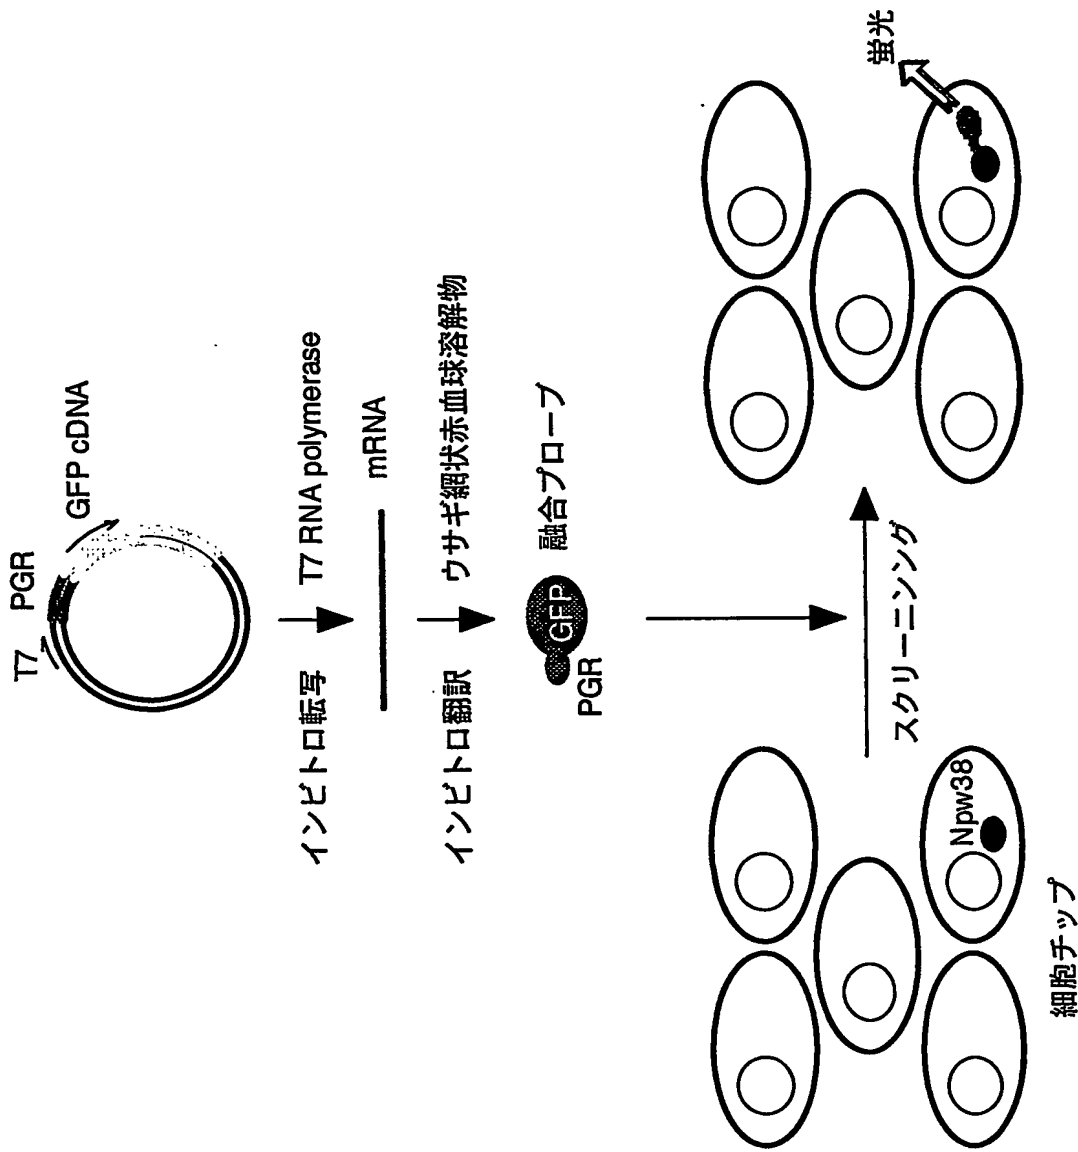 T7
PGR
GFP cDNA
インビトロ転写
T7 RNA polymerase
mRNA
インビトロ翻訳
ウサギ網状赤血球溶解物
GFP
PGR
融合プローブ
スクリーニンング
Npw38
細胞チップ
蛍光